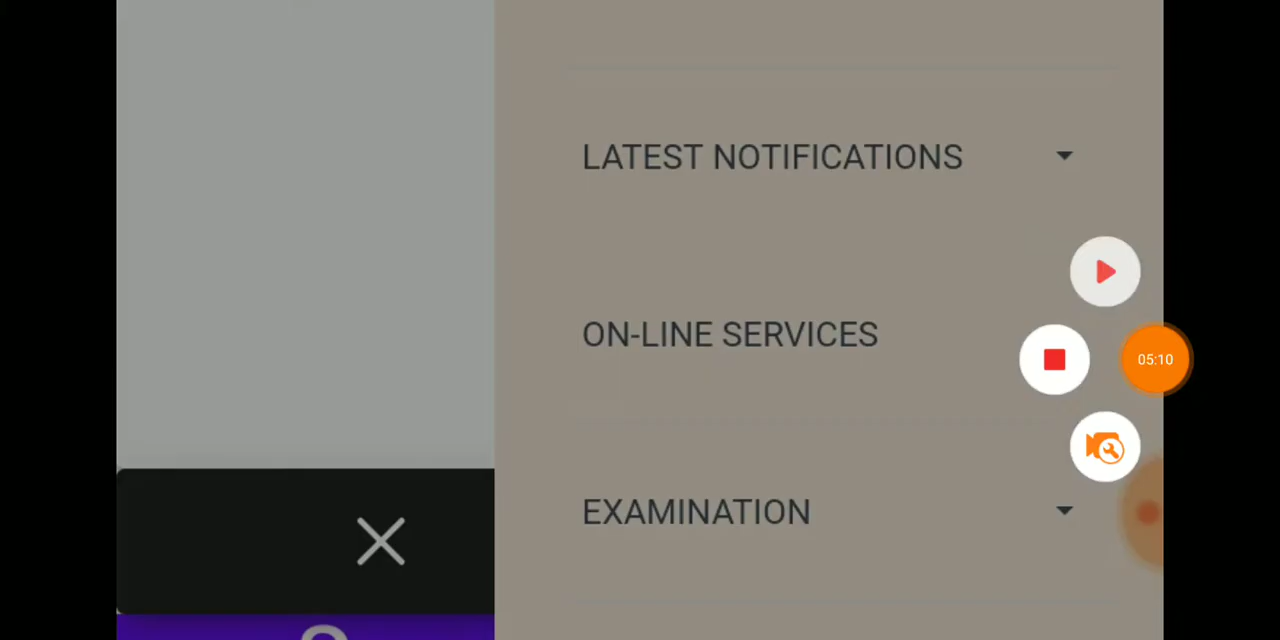 LATEST NOTIFICATIONS
ON-LINE SERVICES
05:10
EXAMINATION